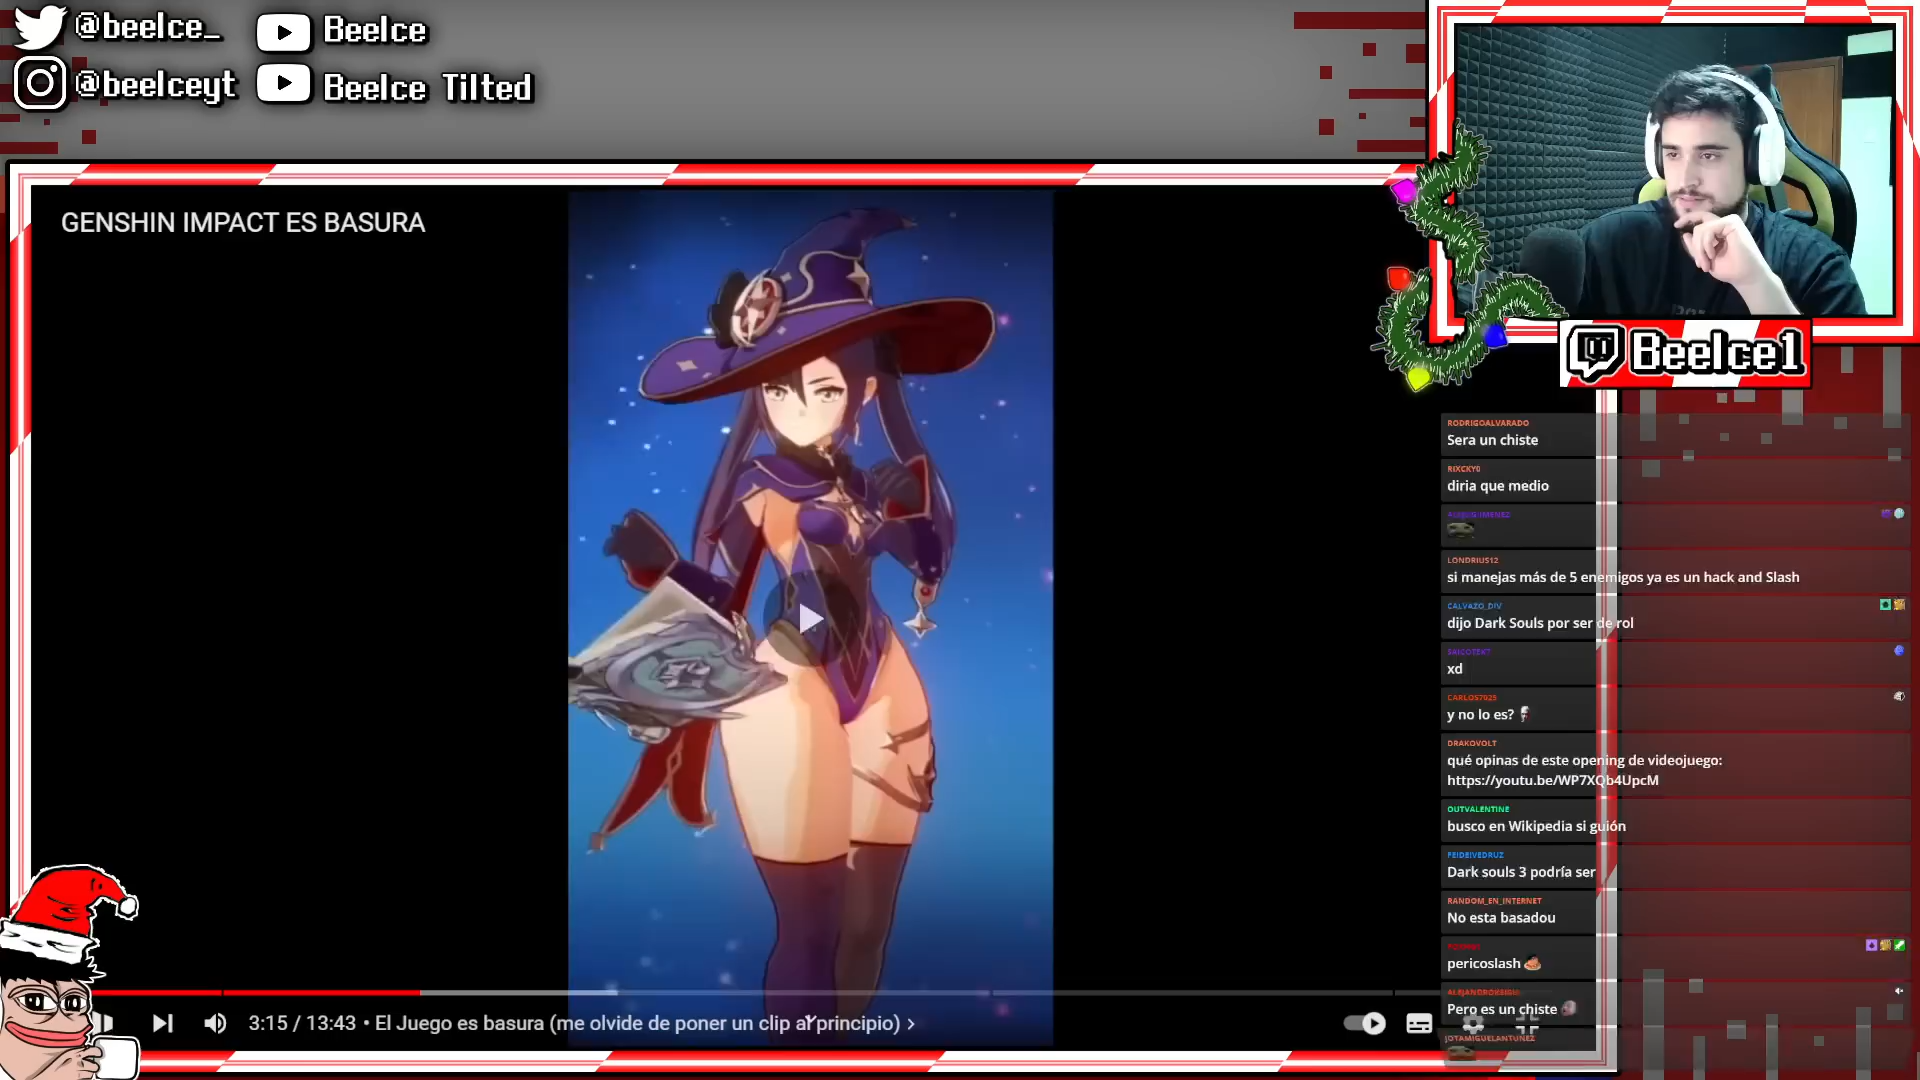 @beelce_
Beelce
@beelceyt
Beelce Tilted
GENSHIN IMPACT ES BASURA
Beelce1
RODRIGOALVARADO
Sera un chiste
RIXCKY0
diria que medio
LONDRIUS12
si manejas más de 5 enemigos ya es un hack and Slash
CALVAZO_DIV
dijo Dark Souls por ser de rol
xd
CARLOS7025
y no lo es?
DRAKOVOLT
qué opinas de este opening de videojuego:
https://youtu.be/WP7XQb4UpcM
OUTVALENTINE
busco en Wikipedia si guión
FEIDEIVEDRUZ
Dark souls 3 podría ser
RANDOM_EN_INTERNET
No esta basadou
pericoslash
Pero es un chiste
JOTAMIGUELANTUNEZ
3:15 / 13:43 • El Juego es basura (me olvide de poner un clip al principio) >